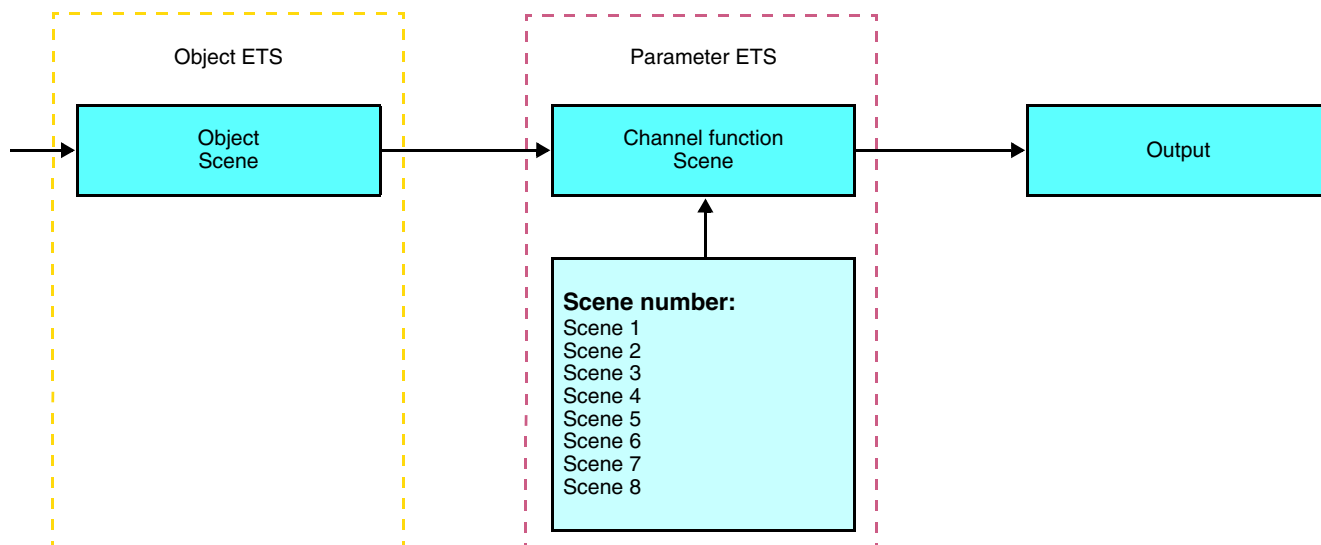 Object ETS
Parameter ETS
Object
Scene
Channel function
Scene
Output
Scene number:
Scene 1
Scene 2
Scene 3
Scene 4
Scene 5
Scene 6
Scene 7
Scene 8